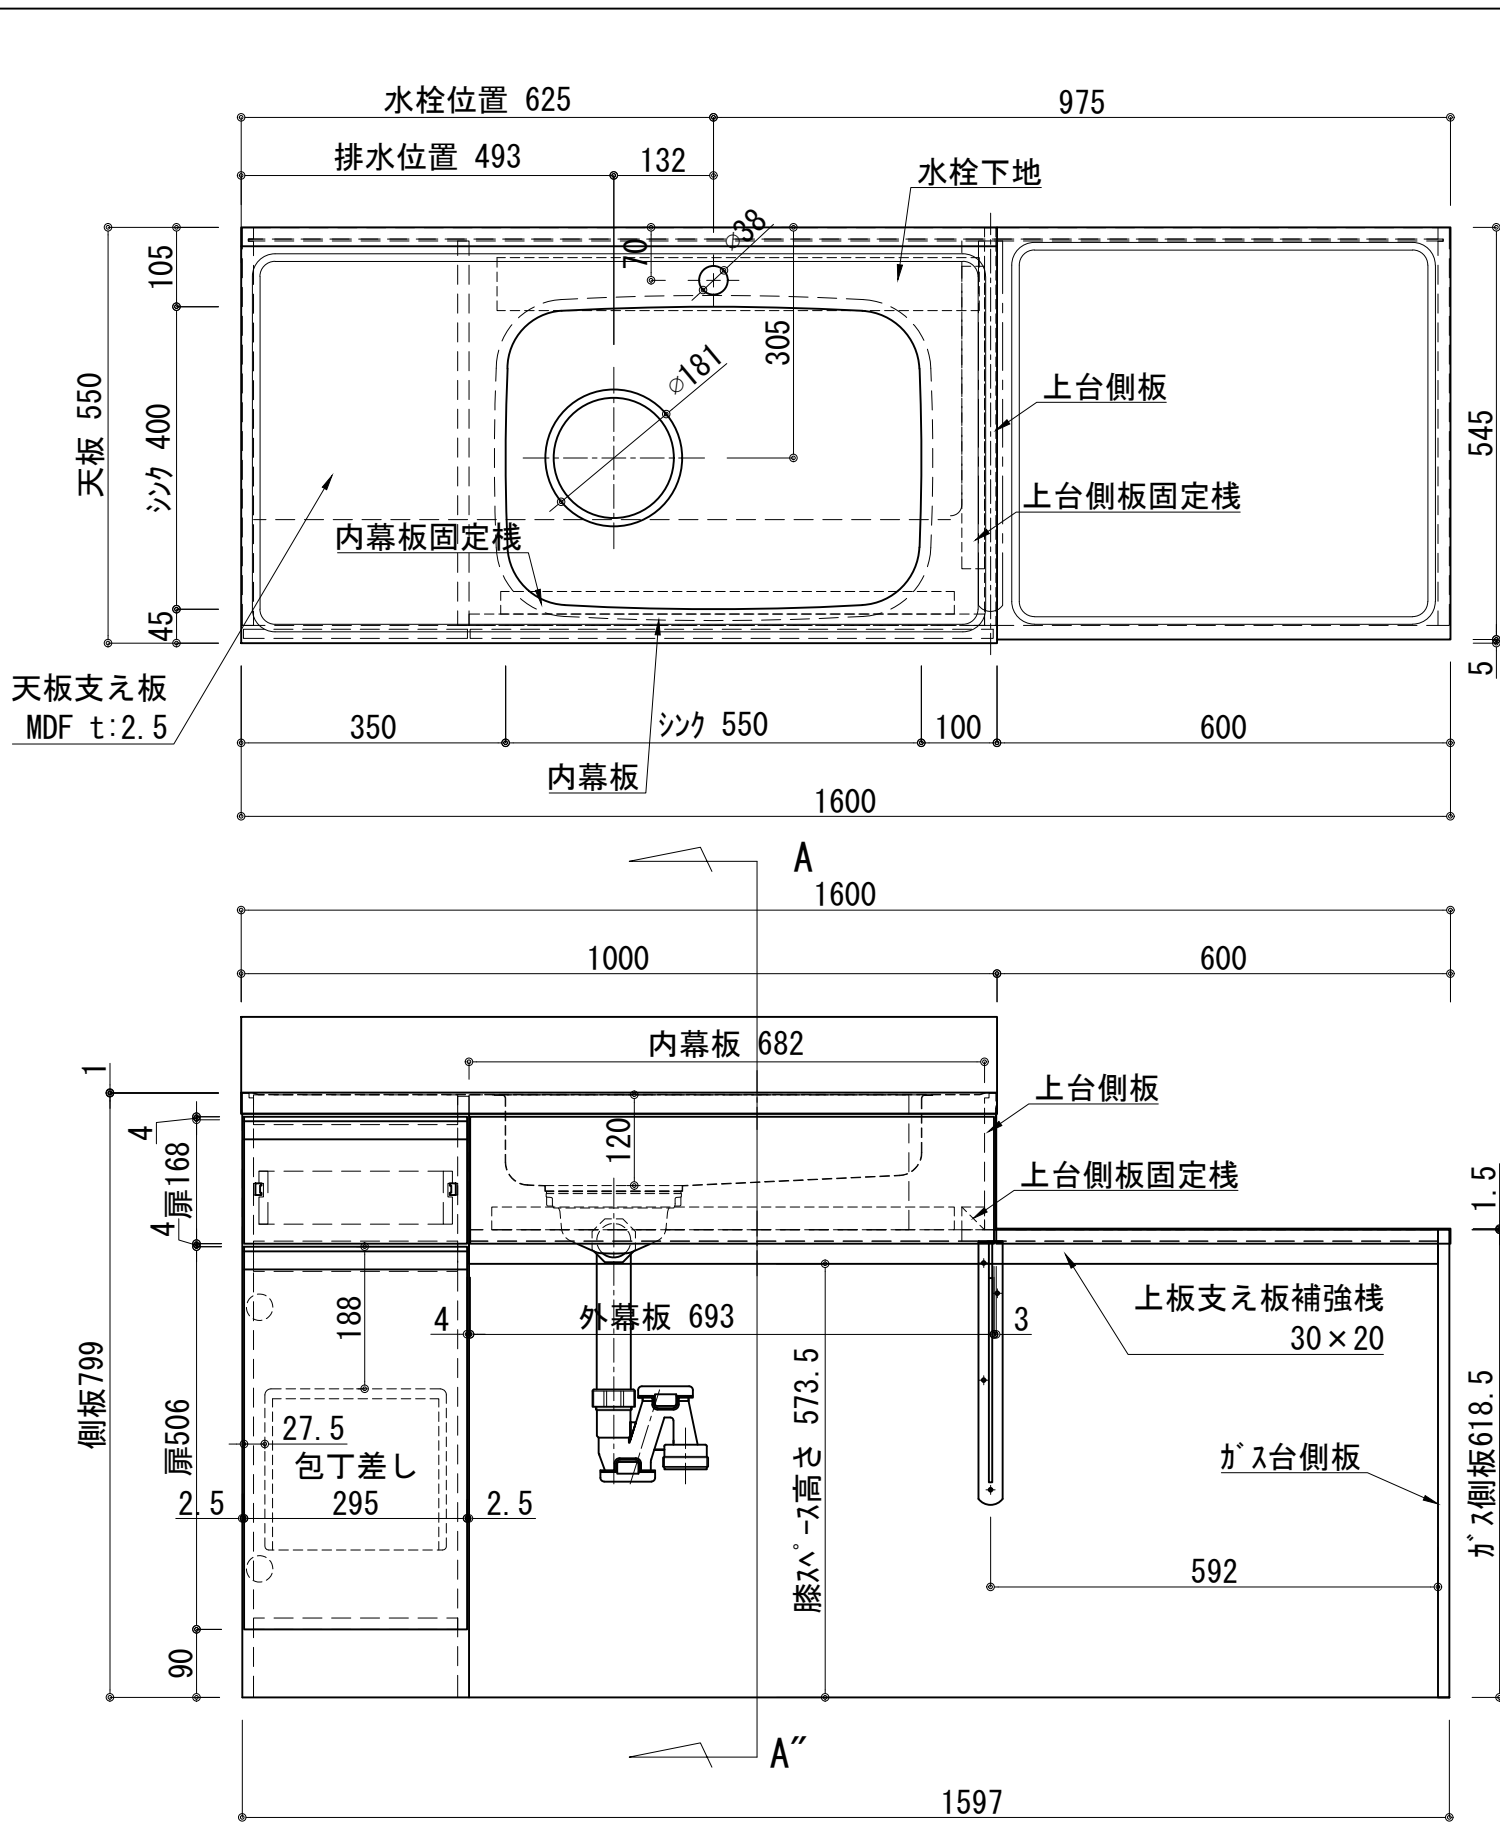 水栓位置 625
975
排水位置 493
132
水栓下地
⌀38
70
105
305
⌀181
天板 550
シンク 400
上台側板
545
上台側板固定桟
内幕板固定桟
45
5
天板支え板
MDF t:2.5
350
シンク 550
100
600
内幕板
1600
A
1600
1000
600
内幕板 682
1
上台側板
4
120
扉168
上台側板固定桟
1.5
4
188
上板支え板補強桟
30×20
4
外幕板 693
3
側板799
膝スペース高さ 573.5
扉506
27.5
包丁差し
ガス台側板
ガス側板618.5
2.5
295
2.5
592
90
A″
1597